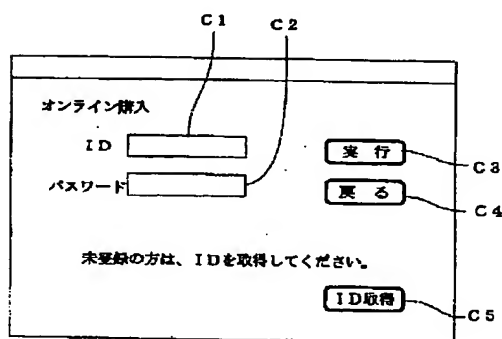 C1 C2
オンライン購入
ID 実行
C3
パスワード 戻る
C4
未登録の方は、IDを取得してください。
ID取得
C5